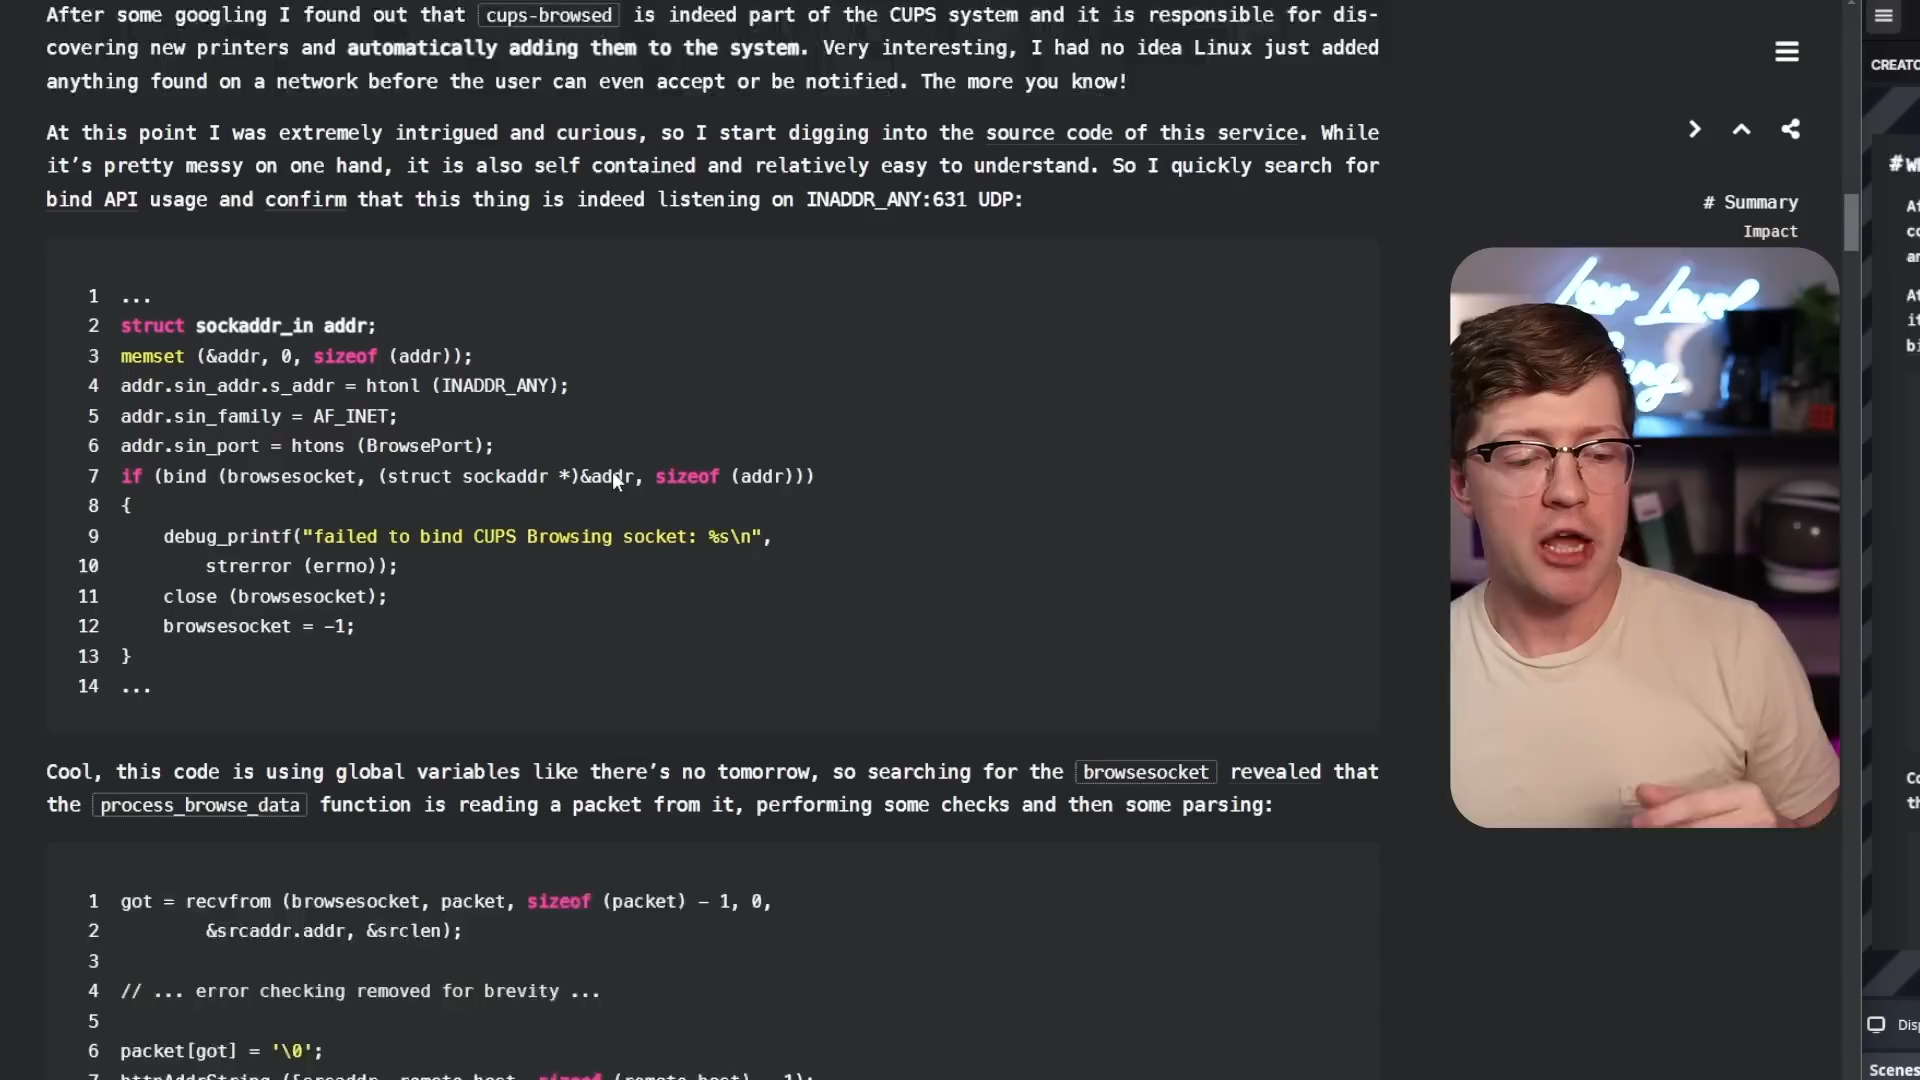 After some googling I found out that cups-browsed is indeed part of the CUPS system and it is responsible for dis-
covering new printers and automatically adding them to the system. Very interesting, I had no idea Linux just added
anything found on a network before the user can even accept or be notified. The more you know!
At this point I was extremely intrigued and curious, so I start digging into the source code of this service. While
it's pretty messy on one hand, it is also self contained and relatively easy to understand. So I quickly search for
bind API usage and confirm that this thing is indeed listening on INADDR_ANY:631 UDP:
1 ...
2 struct sockaddr_in addr;
3 memset (&addr, 0, sizeof (addr));
4 addr.sin_addr.s_addr = htonl (INADDR_ANY);
5 addr.sin_family = AF_INET;
6 addr.sin_port = htons (BrowsePort);
7 if (bind (browsesocket, (struct sockaddr *)&addr, sizeof (addr)))
8 {
9 debug_printf("failed to bind CUPS Browsing socket: %s\n",
10 strerror (errno));
11 close (browsesocket);
12 browsesocket = -1;
13 }
14 ...
Cool, this code is using global variables like there's no tomorrow, so searching for the browsesocket revealed that
the process_browse_data function is reading a packet from it, performing some checks and then some parsing:
1 got = recvfrom (browsesocket, packet, sizeof (packet) - 1, 0,
2 &srcaddr.addr, &srclen);
3
4 // ... error checking removed for brevity ...
5
6 packet[got] = '\0';
# Summary
Impact
Low Level
Scenes